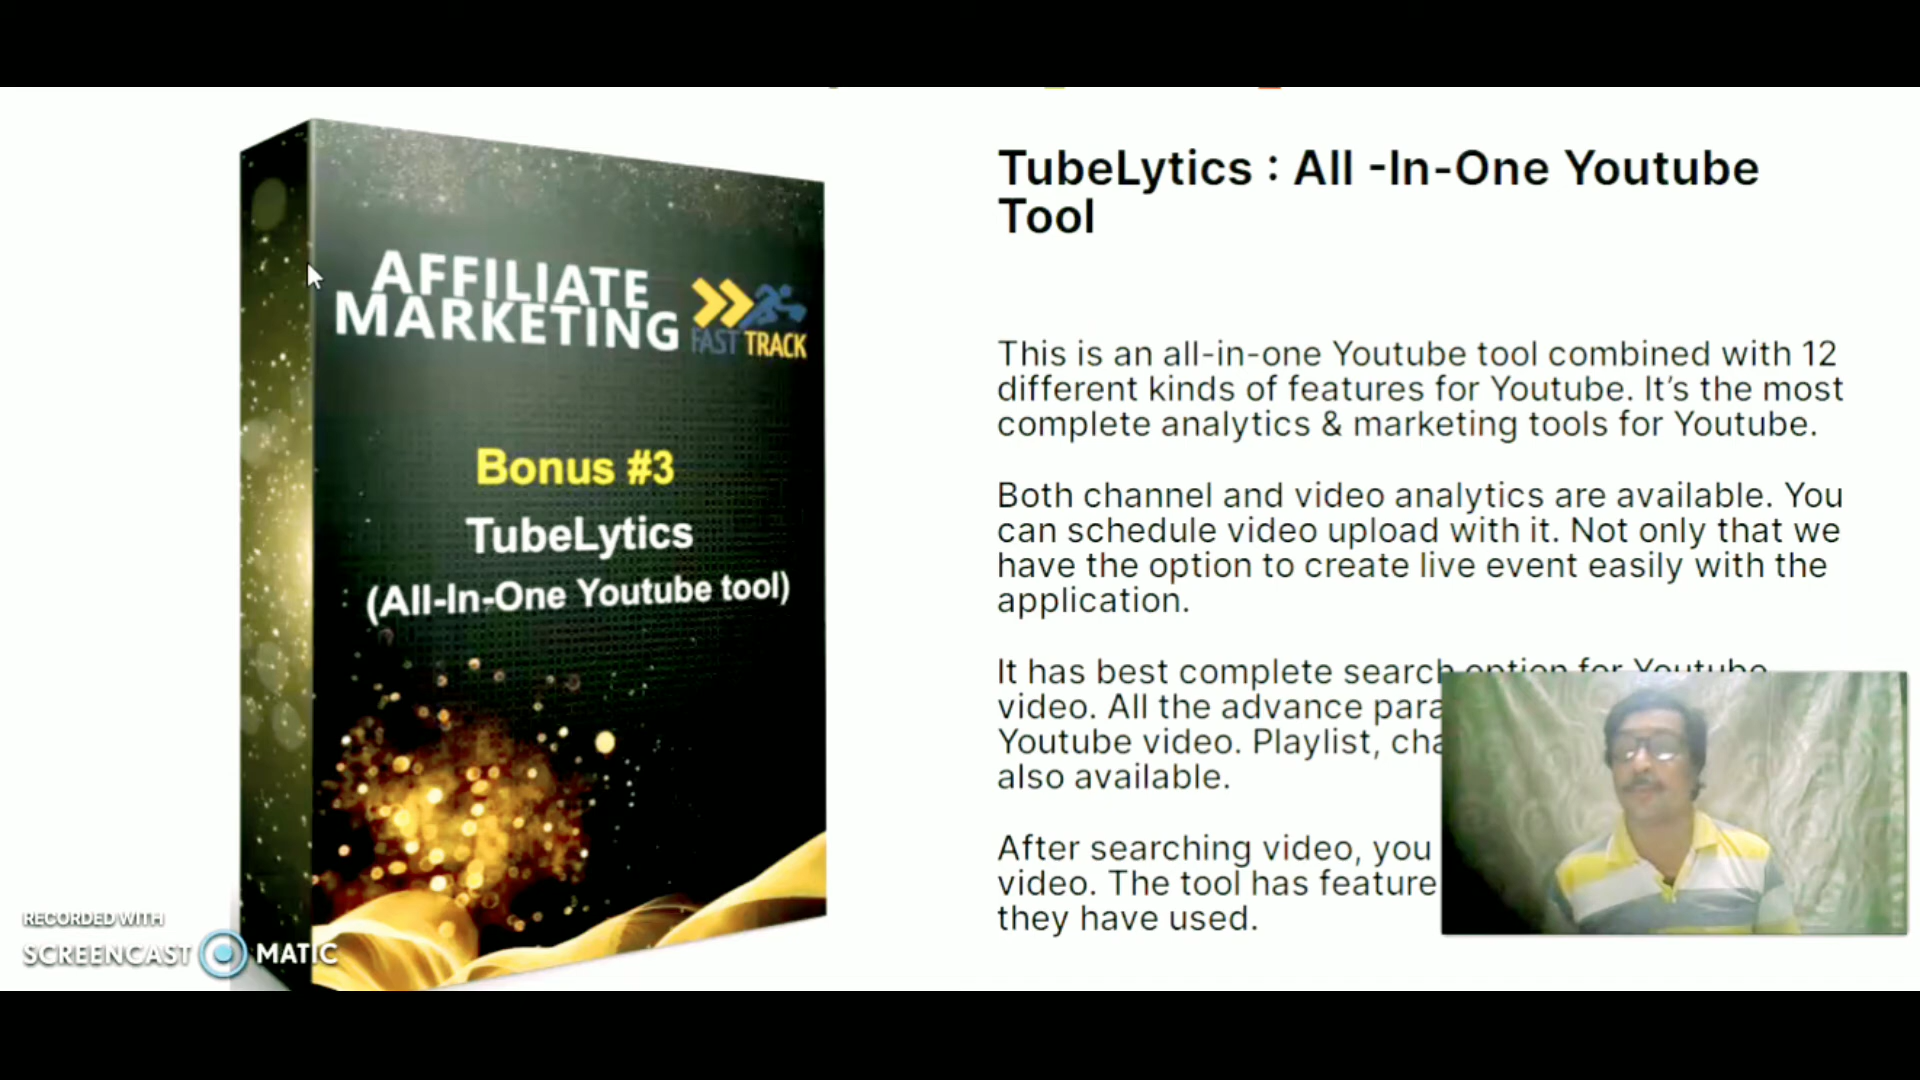 AFFILIATE
MARKETING
FAST TRACK
Bonus #3
TubeLytics
(All-In-One Youtube tool)
TubeLytics : All -In-One Youtube
Tool
This is an all-in-one Youtube tool combined with 12
different kinds of features for Youtube. It’s the most
complete analytics & marketing tools for Youtube.
Both channel and video analytics are available. You
can schedule video upload with it. Not only that we
have the option to create live event easily with the
application.
It has best complete search option for Youtube
video. All the advance
Youtube video. Playlist,
also available.
After searching video, you
video. The tool has feature
they have used.
RECORDED WITH
SCREENCAST MATIC